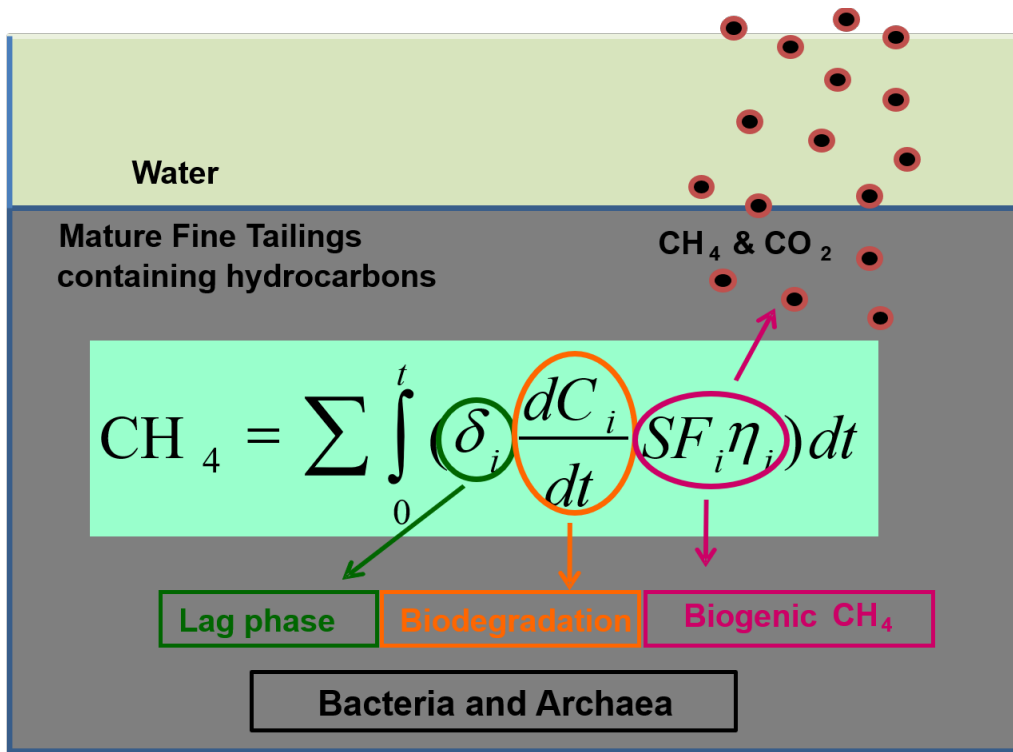 Water
Mature Fine Tailings
containing hydrocarbons
CH₄ & CO₂
CH₄ = ∑ ∫₀ᵗ (δᵢ dCᵢ/dt SFᵢηᵢ) dt
Lag phase
Biodegradation
Biogenic CH₄
Bacteria and Archaea